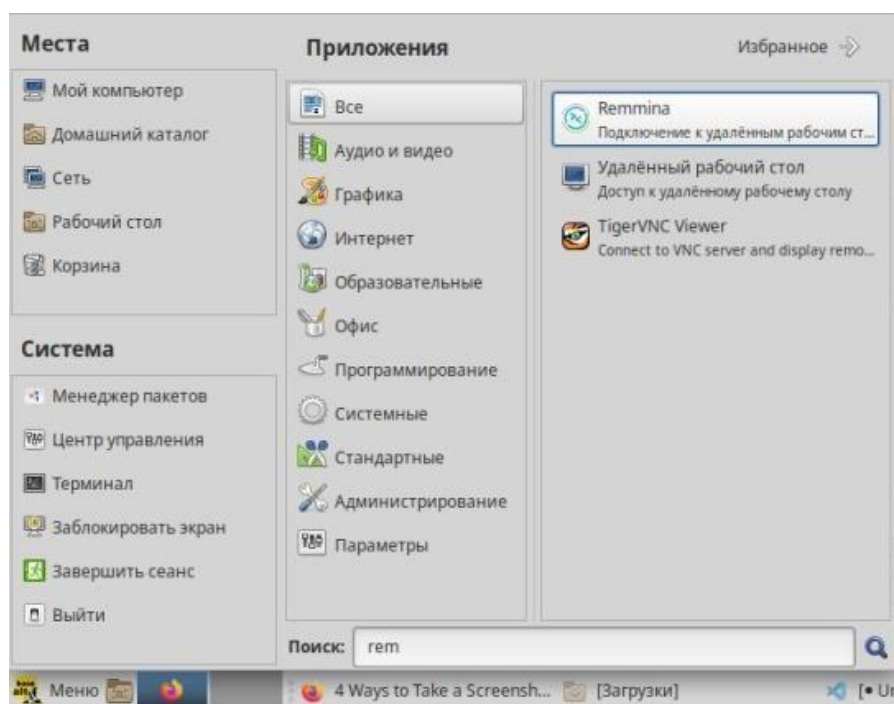 Места
Мой компьютер
Домашний каталог
Сеть
Рабочий стол
Корзина
Система
Менеджер пакетов
Центр управления
Терминал
Заблокировать экран
Завершить сеанс
Выйти
Приложения
Все
Аудио и видео
Графика
Интернет
Образовательные
Офис
Программирование
Системные
Стандартные
Администрирование
Параметры
Избранное
Remmina
Подключение к удалённым рабочим ст...
Удалённый рабочий стол
Доступ к удалённому рабочему столу
TigerVNC Viewer
Connect to VNC server and display remo...
Поиск: rem
Меню
4 Ways to Take a Screensh...
[Загрузки]
[• Un